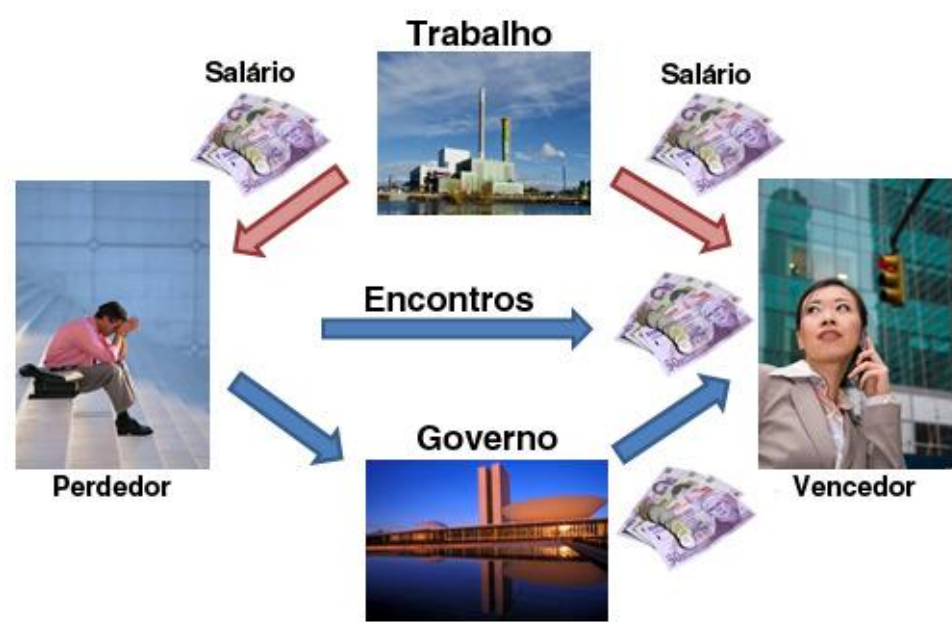 Trabalho
Salário
Salário
Encontros
Governo
Perdedor
Vencedor